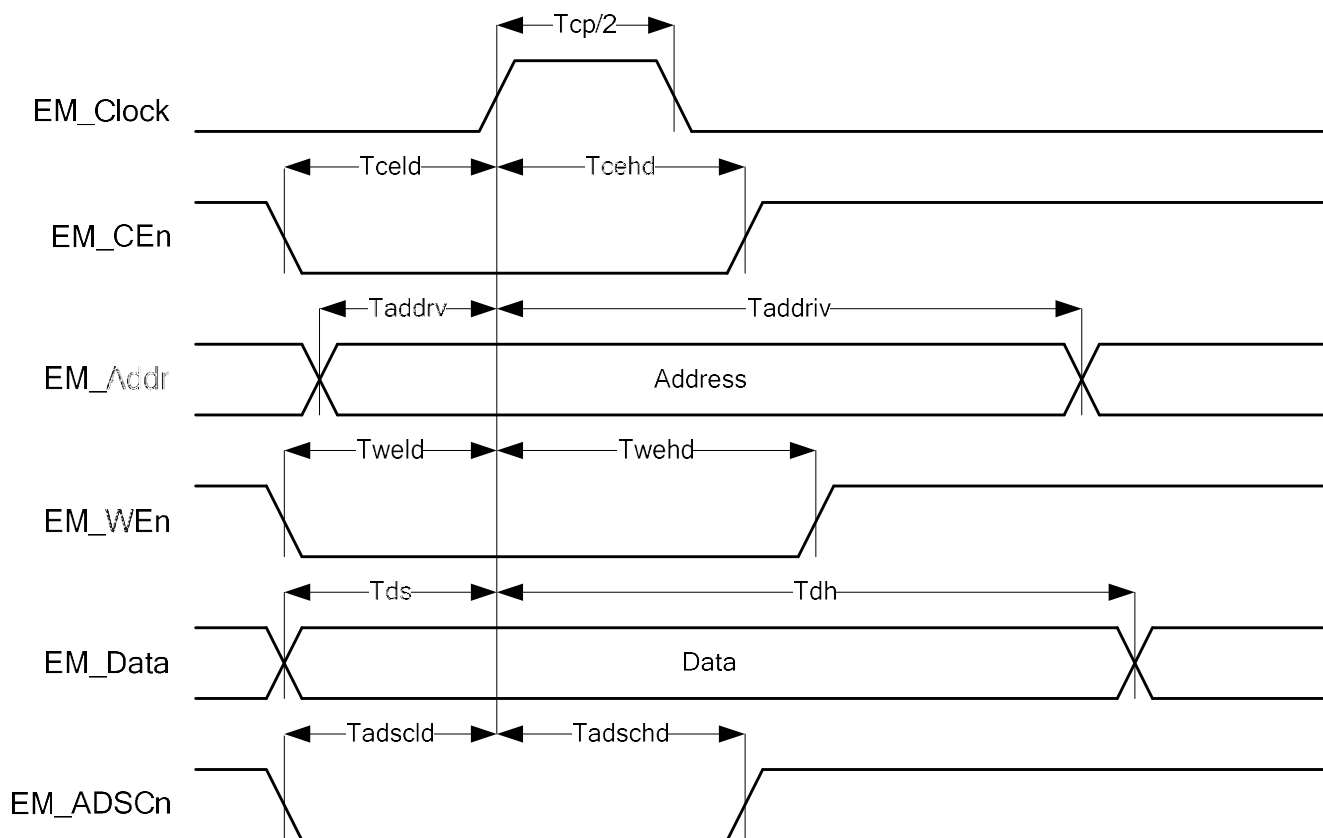 Tcp/2
EM_Clock
Tceld
Tcehd
EM_CEn
Taddrv
Taddriv
EM_Addr
Address
Tweld
Twehd
EM_WEn
Tds
Tdh
EM_Data
Data
Tadscld
Tadschd
EM_ADSCn